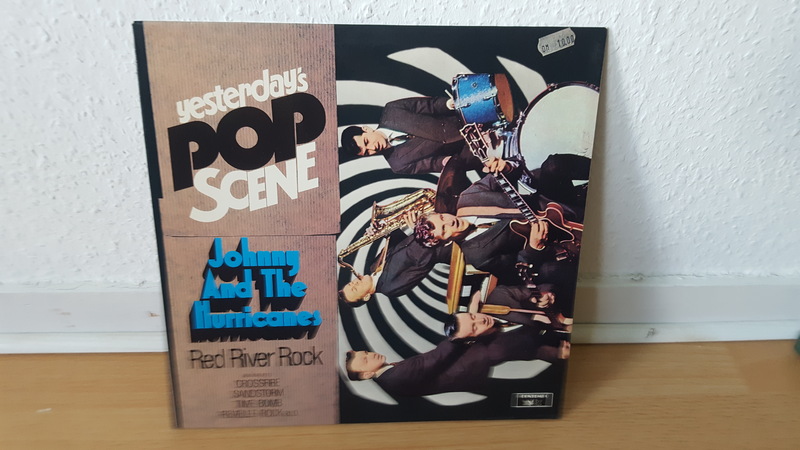 yesterday's
POP
SCENE
Johnny
And The
Hurricanes
Red River Rock
CROSSFIRE
SANDSTORM
TIME BOMB
REVEILLE ROCK